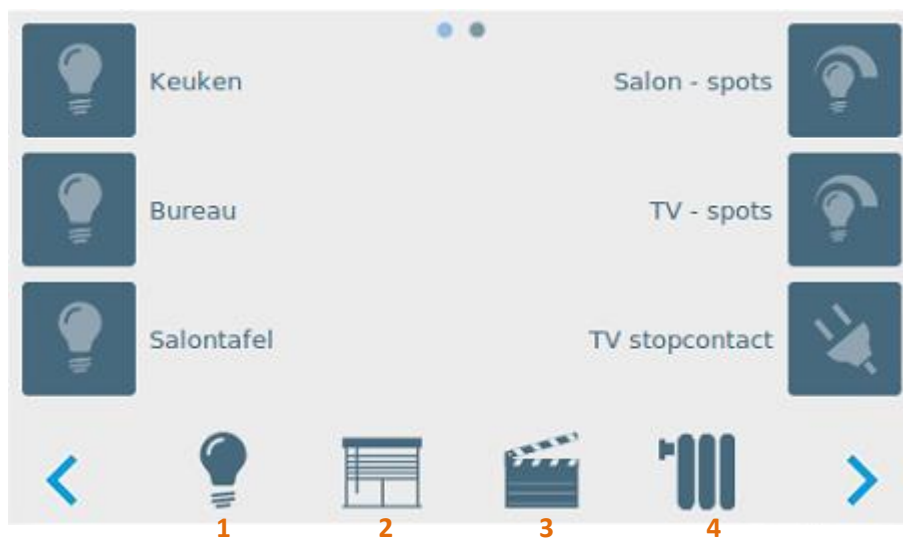 Keuken
Salon - spots
Bureau
TV - spots
Salontafel
TV stopcontact
1 2 3 4